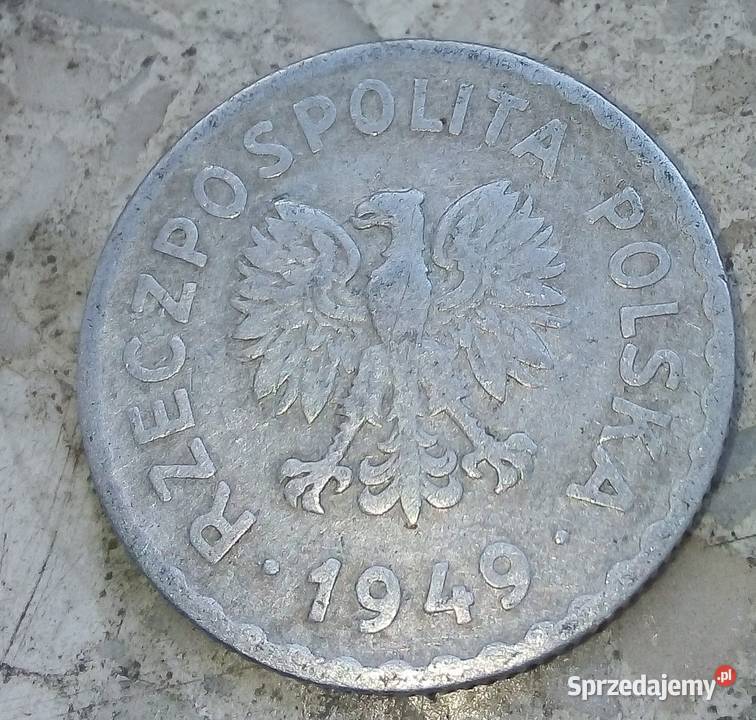 RZECZPOSPOLITA POLSKA
· 1949 ·
Sprzedajemy.pl